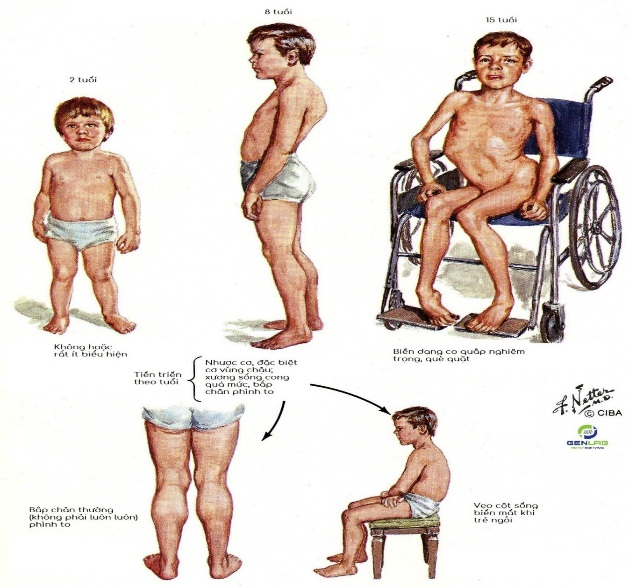 8 tuổi
15 tuổi
2 tuổi
Không hoặc
rất ít biểu hiện
Tiến triển
theo tuổi
Nhược cơ, đặc biệt
cơ vùng chậu;
xương sống cong
quá mức, bắp
chân phình to
Biến dạng co quắp nghiêm
trọng, què quặt
F. Netter
M.D.
© CIBA
GENLAB
Bắp chân thường
(không phải luôn luôn)
phình to
Vẹo cột sống
biến mất khi
trẻ ngồi